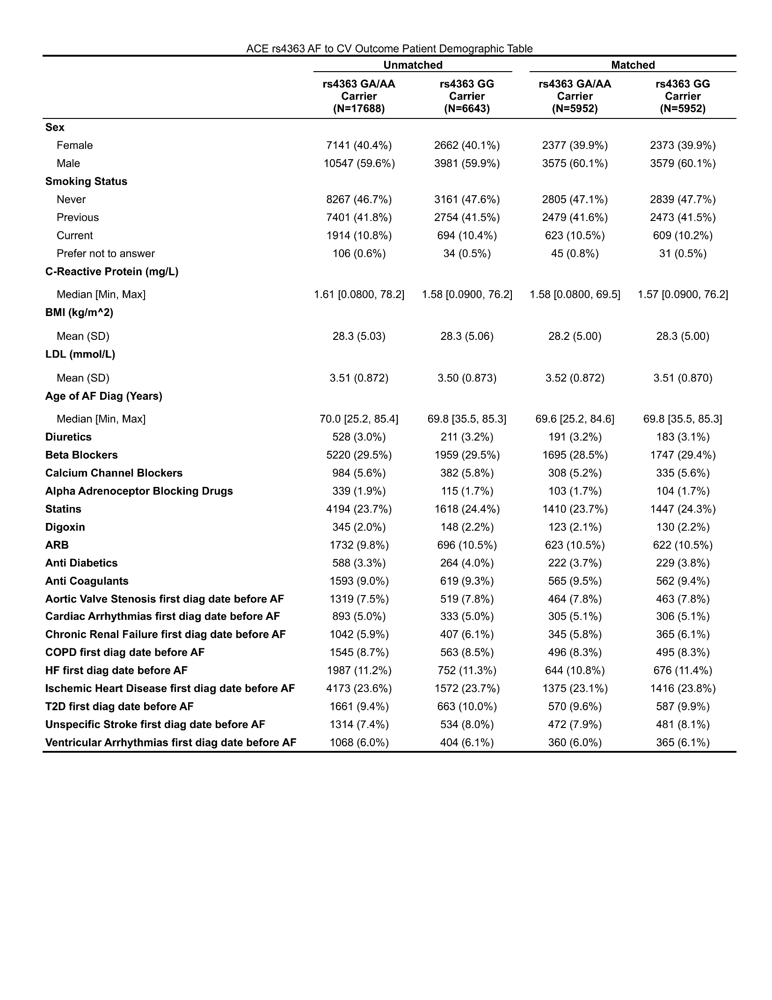 ACE rs4363 AF to CV Outcome Patient Demographic Table
Unmatched Matched
rs4363 GA/AA rs4363 GG rs4363 GA/AA rs4363 GG
Carrier Carrier Carrier Carrier
(N=17688) (N=6643) (N=5952) (N=5952)
Sex
Female 7141 (40.4%) 2662 (40.1%) 2377 (39.9%) 2373 (39.9%)
Male 10547 (59.6%) 3981 (59.9%) 3575 (60.1%) 3579 (60.1%)
Smoking Status
Never 8267 (46.7%) 3161 (47.6%) 2805 (47.1%) 2839 (47.7%)
Previous 7401 (41.8%) 2754 (41.5%) 2479 (41.6%) 2473 (41.5%)
Current 1914 (10.8%) 694 (10.4%) 623 (10.5%) 609 (10.2%)
Prefer not to answer 106 (0.6%) 34 (0.5%) 45 (0.8%) 31 (0.5%)
C-Reactive Protein (mg/L)
Median [Min, Max] 1.61 [0.0800, 78.2] 1.58 [0.0900, 76.2] 1.58 [0.0800, 69.5] 1.57 [0.0900, 76.2]
BMI (kg/m^2)
Mean (SD) 28.3 (5.03) 28.3 (5.06) 28.2 (5.00) 28.3 (5.00)
LDL (mmol/L)
Mean (SD) 3.51 (0.872) 3.50 (0.873) 3.52 (0.872) 3.51 (0.870)
Age of AF Diag (Years)
Median [Min, Max] 70.0 [25.2, 85.4] 69.8 [35.5, 85.3] 69.6 [25.2, 84.6] 69.8 [35.5, 85.3]
Diuretics 528 (3.0%) 211 (3.2%) 191 (3.2%) 183 (3.1%)
Beta Blockers 5220 (29.5%) 1959 (29.5%) 1695 (28.5%) 1747 (29.4%)
Calcium Channel Blockers 984 (5.6%) 382 (5.8%) 308 (5.2%) 335 (5.6%)
Alpha Adrenoceptor Blocking Drugs 339 (1.9%) 115 (1.7%) 103 (1.7%) 104 (1.7%)
Statins 4194 (23.7%) 1618 (24.4%) 1410 (23.7%) 1447 (24.3%)
Digoxin 345 (2.0%) 148 (2.2%) 123 (2.1%) 130 (2.2%)
ARB 1732 (9.8%) 696 (10.5%) 623 (10.5%) 622 (10.5%)
Anti Diabetics 588 (3.3%) 264 (4.0%) 222 (3.7%) 229 (3.8%)
Anti Coagulants 1593 (9.0%) 619 (9.3%) 565 (9.5%) 562 (9.4%)
Aortic Valve Stenosis first diag date before AF 1319 (7.5%) 519 (7.8%) 464 (7.8%) 463 (7.8%)
Cardiac Arrhythmias first diag date before AF 893 (5.0%) 333 (5.0%) 305 (5.1%) 306 (5.1%)
Chronic Renal Failure first diag date before AF 1042 (5.9%) 407 (6.1%) 345 (5.8%) 365 (6.1%)
COPD first diag date before AF 1545 (8.7%) 563 (8.5%) 496 (8.3%) 495 (8.3%)
HF first diag date before AF 1987 (11.2%) 752 (11.3%) 644 (10.8%) 676 (11.4%)
Ischemic Heart Disease first diag date before AF 4173 (23.6%) 1572 (23.7%) 1375 (23.1%) 1416 (23.8%)
T2D first diag date before AF 1661 (9.4%) 663 (10.0%) 570 (9.6%) 587 (9.9%)
Unspecific Stroke first diag date before AF 1314 (7.4%) 534 (8.0%) 472 (7.9%) 481 (8.1%)
Ventricular Arrhythmias first diag date before AF 1068 (6.0%) 404 (6.1%) 360 (6.0%) 365 (6.1%)